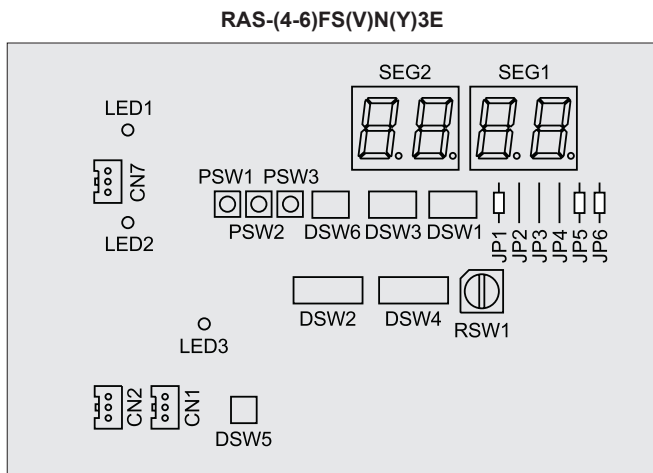 RAS-(4-6)FS(V)N(Y)3E
SEG2 SEG1
LED1
CN7
PSW1 PSW3
LED2
PSW2 DSW6 DSW3 DSW1
JP1
JP2
JP3
JP4
JP5
JP6
DSW2 DSW4 RSW1
LED3
CN2
CN1
DSW5